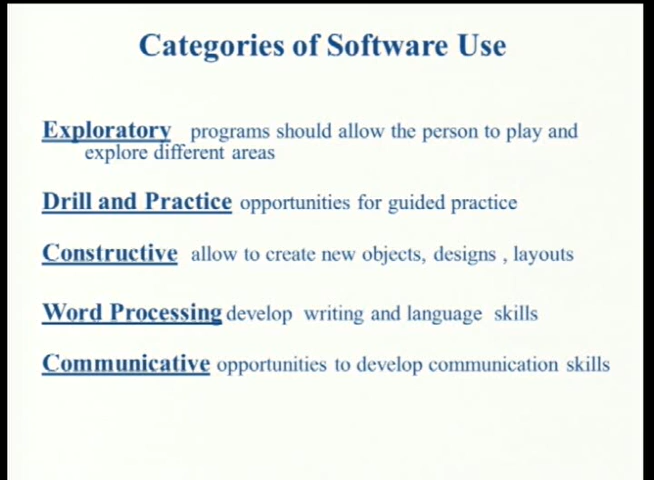 Categories of Software Use
Exploratory programs should allow the person to play and
explore different areas
Drill and Practice opportunities for guided practice
Constructive allow to create new objects, designs , layouts
Word Processing develop writing and language skills
Communicative opportunities to develop communication skills